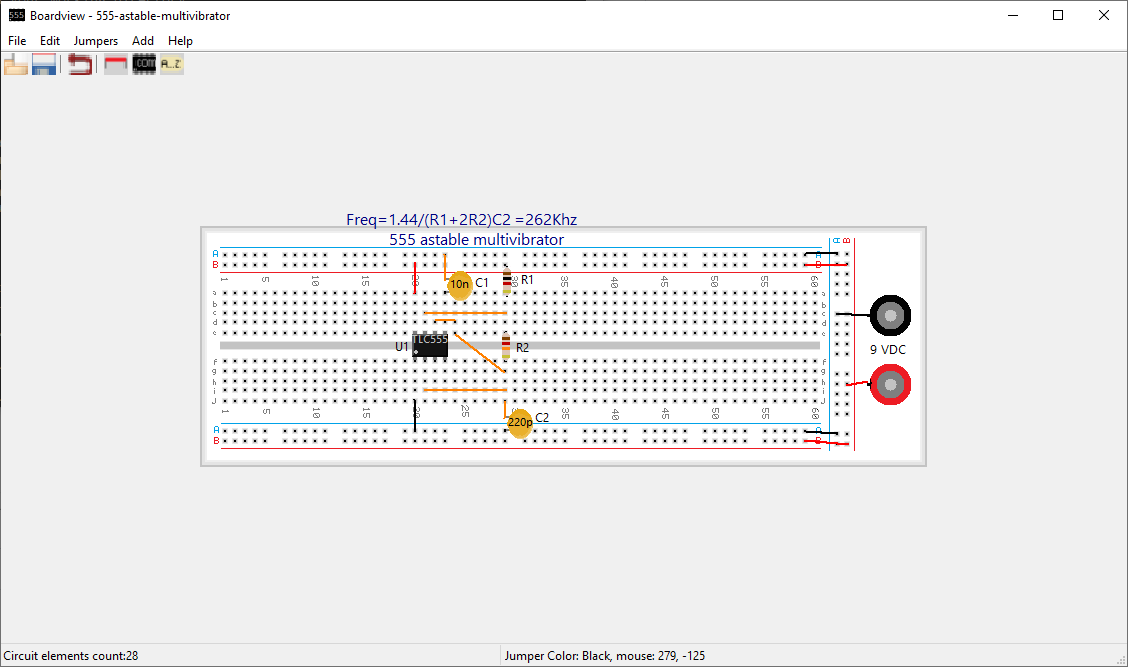 555 Boardview - 555-astable-multivibrator
File Edit Jumpers Add Help
COM A...Z
Freq=1.44/(R1+2R2)C2 =262Khz
555 astable multivibrator
A A A B
B B
1 5 10 15 20 30 35 40 45 50 55 60
10n C1 R1
a a
b b
c c
d d
e e
TLC555
U1 R2
9 VDC
f f
g g
h h
i i
J J
1 5 10 15 20 25 30 35 40 45 50 55 60
220p C2
A A
B B
Circuit elements count:28 Jumper Color: Black, mouse: 279, -125